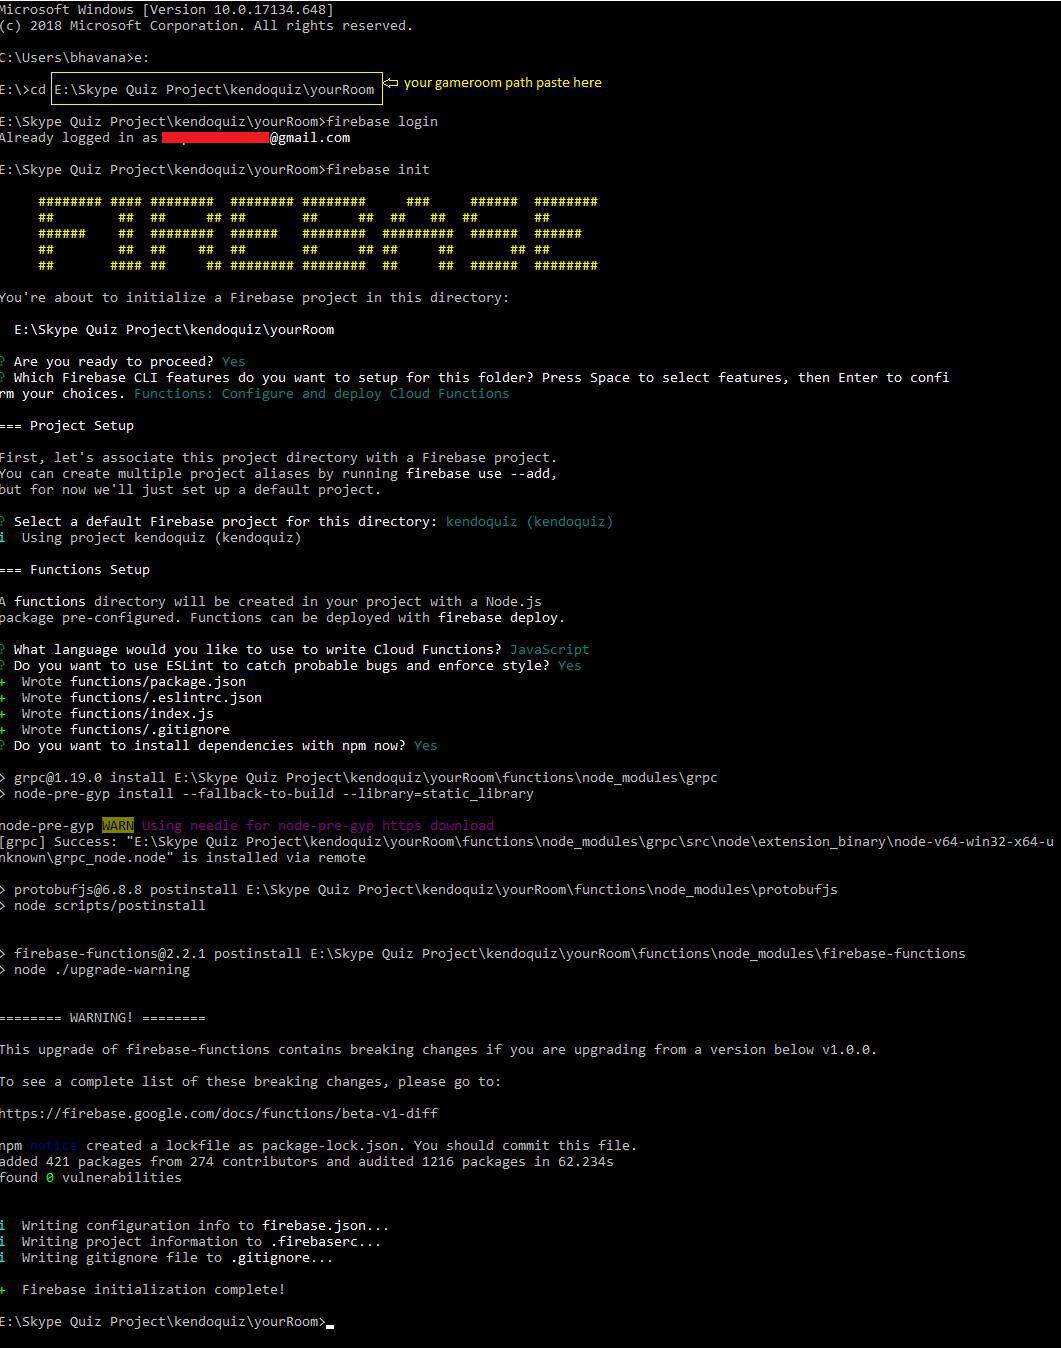 Microsoft Windows [Version 10.0.17134.648]
(c) 2018 Microsoft Corporation. All rights reserved.
C:\Users\bhavana>e:
E:\>cd E:\Skype Quiz Project\kendoquiz\yourRoom your gameroom path paste here
E:\Skype Quiz Project\kendoquiz\yourRoom>firebase login
Already logged in as @gmail.com
E:\Skype Quiz Project\kendoquiz\yourRoom>firebase init
FIREBASE
You're about to initialize a Firebase project in this directory:
E:\Skype Quiz Project\kendoquiz\yourRoom
? Are you ready to proceed? Yes
? Which Firebase CLI features do you want to setup for this folder? Press Space to select features, then Enter to confi
rm your choices. Functions: Configure and deploy Cloud Functions
=== Project Setup
First, let's associate this project directory with a Firebase project.
You can create multiple project aliases by running firebase use --add,
but for now we'll just set up a default project.
? Select a default Firebase project for this directory: kendoquiz (kendoquiz)
i Using project kendoquiz (kendoquiz)
=== Functions Setup
A functions directory will be created in your project with a Node.js
package pre-configured. Functions can be deployed with firebase deploy.
? What language would you like to use to write Cloud Functions? JavaScript
? Do you want to use ESLint to catch probable bugs and enforce style? Yes
+ Wrote functions/package.json
+ Wrote functions/.eslintrc.json
+ Wrote functions/index.js
+ Wrote functions/.gitignore
? Do you want to install dependencies with npm now? Yes
> grpc@1.19.0 install E:\Skype Quiz Project\kendoquiz\yourRoom\functions\node_modules\grpc
> node-pre-gyp install --fallback-to-build --library=static_library
node-pre-gyp WARN Using needle for node-pre-gyp https download
[grpc] Success: "E:\Skype Quiz Project\kendoquiz\yourRoom\functions\node_modules\grpc\src\node\extension_binary\node-v64-win32-x64-u
nknown\grpc_node.node" is installed via remote
> protobufjs@6.8.8 postinstall E:\Skype Quiz Project\kendoquiz\yourRoom\functions\node_modules\protobufjs
> node scripts/postinstall
> firebase-functions@2.2.1 postinstall E:\Skype Quiz Project\kendoquiz\yourRoom\functions\node_modules\firebase-functions
> node ./upgrade-warning
======== WARNING! ========
This upgrade of firebase-functions contains breaking changes if you are upgrading from a version below v1.0.0.
To see a complete list of these breaking changes, please go to:
https://firebase.google.com/docs/functions/beta-v1-diff
npm notice created a lockfile as package-lock.json. You should commit this file.
added 421 packages from 274 contributors and audited 1216 packages in 62.234s
found 0 vulnerabilities
i Writing configuration info to firebase.json...
i Writing project information to .firebaserc...
i Writing gitignore file to .gitignore...
+ Firebase initialization complete!
E:\Skype Quiz Project\kendoquiz\yourRoom>